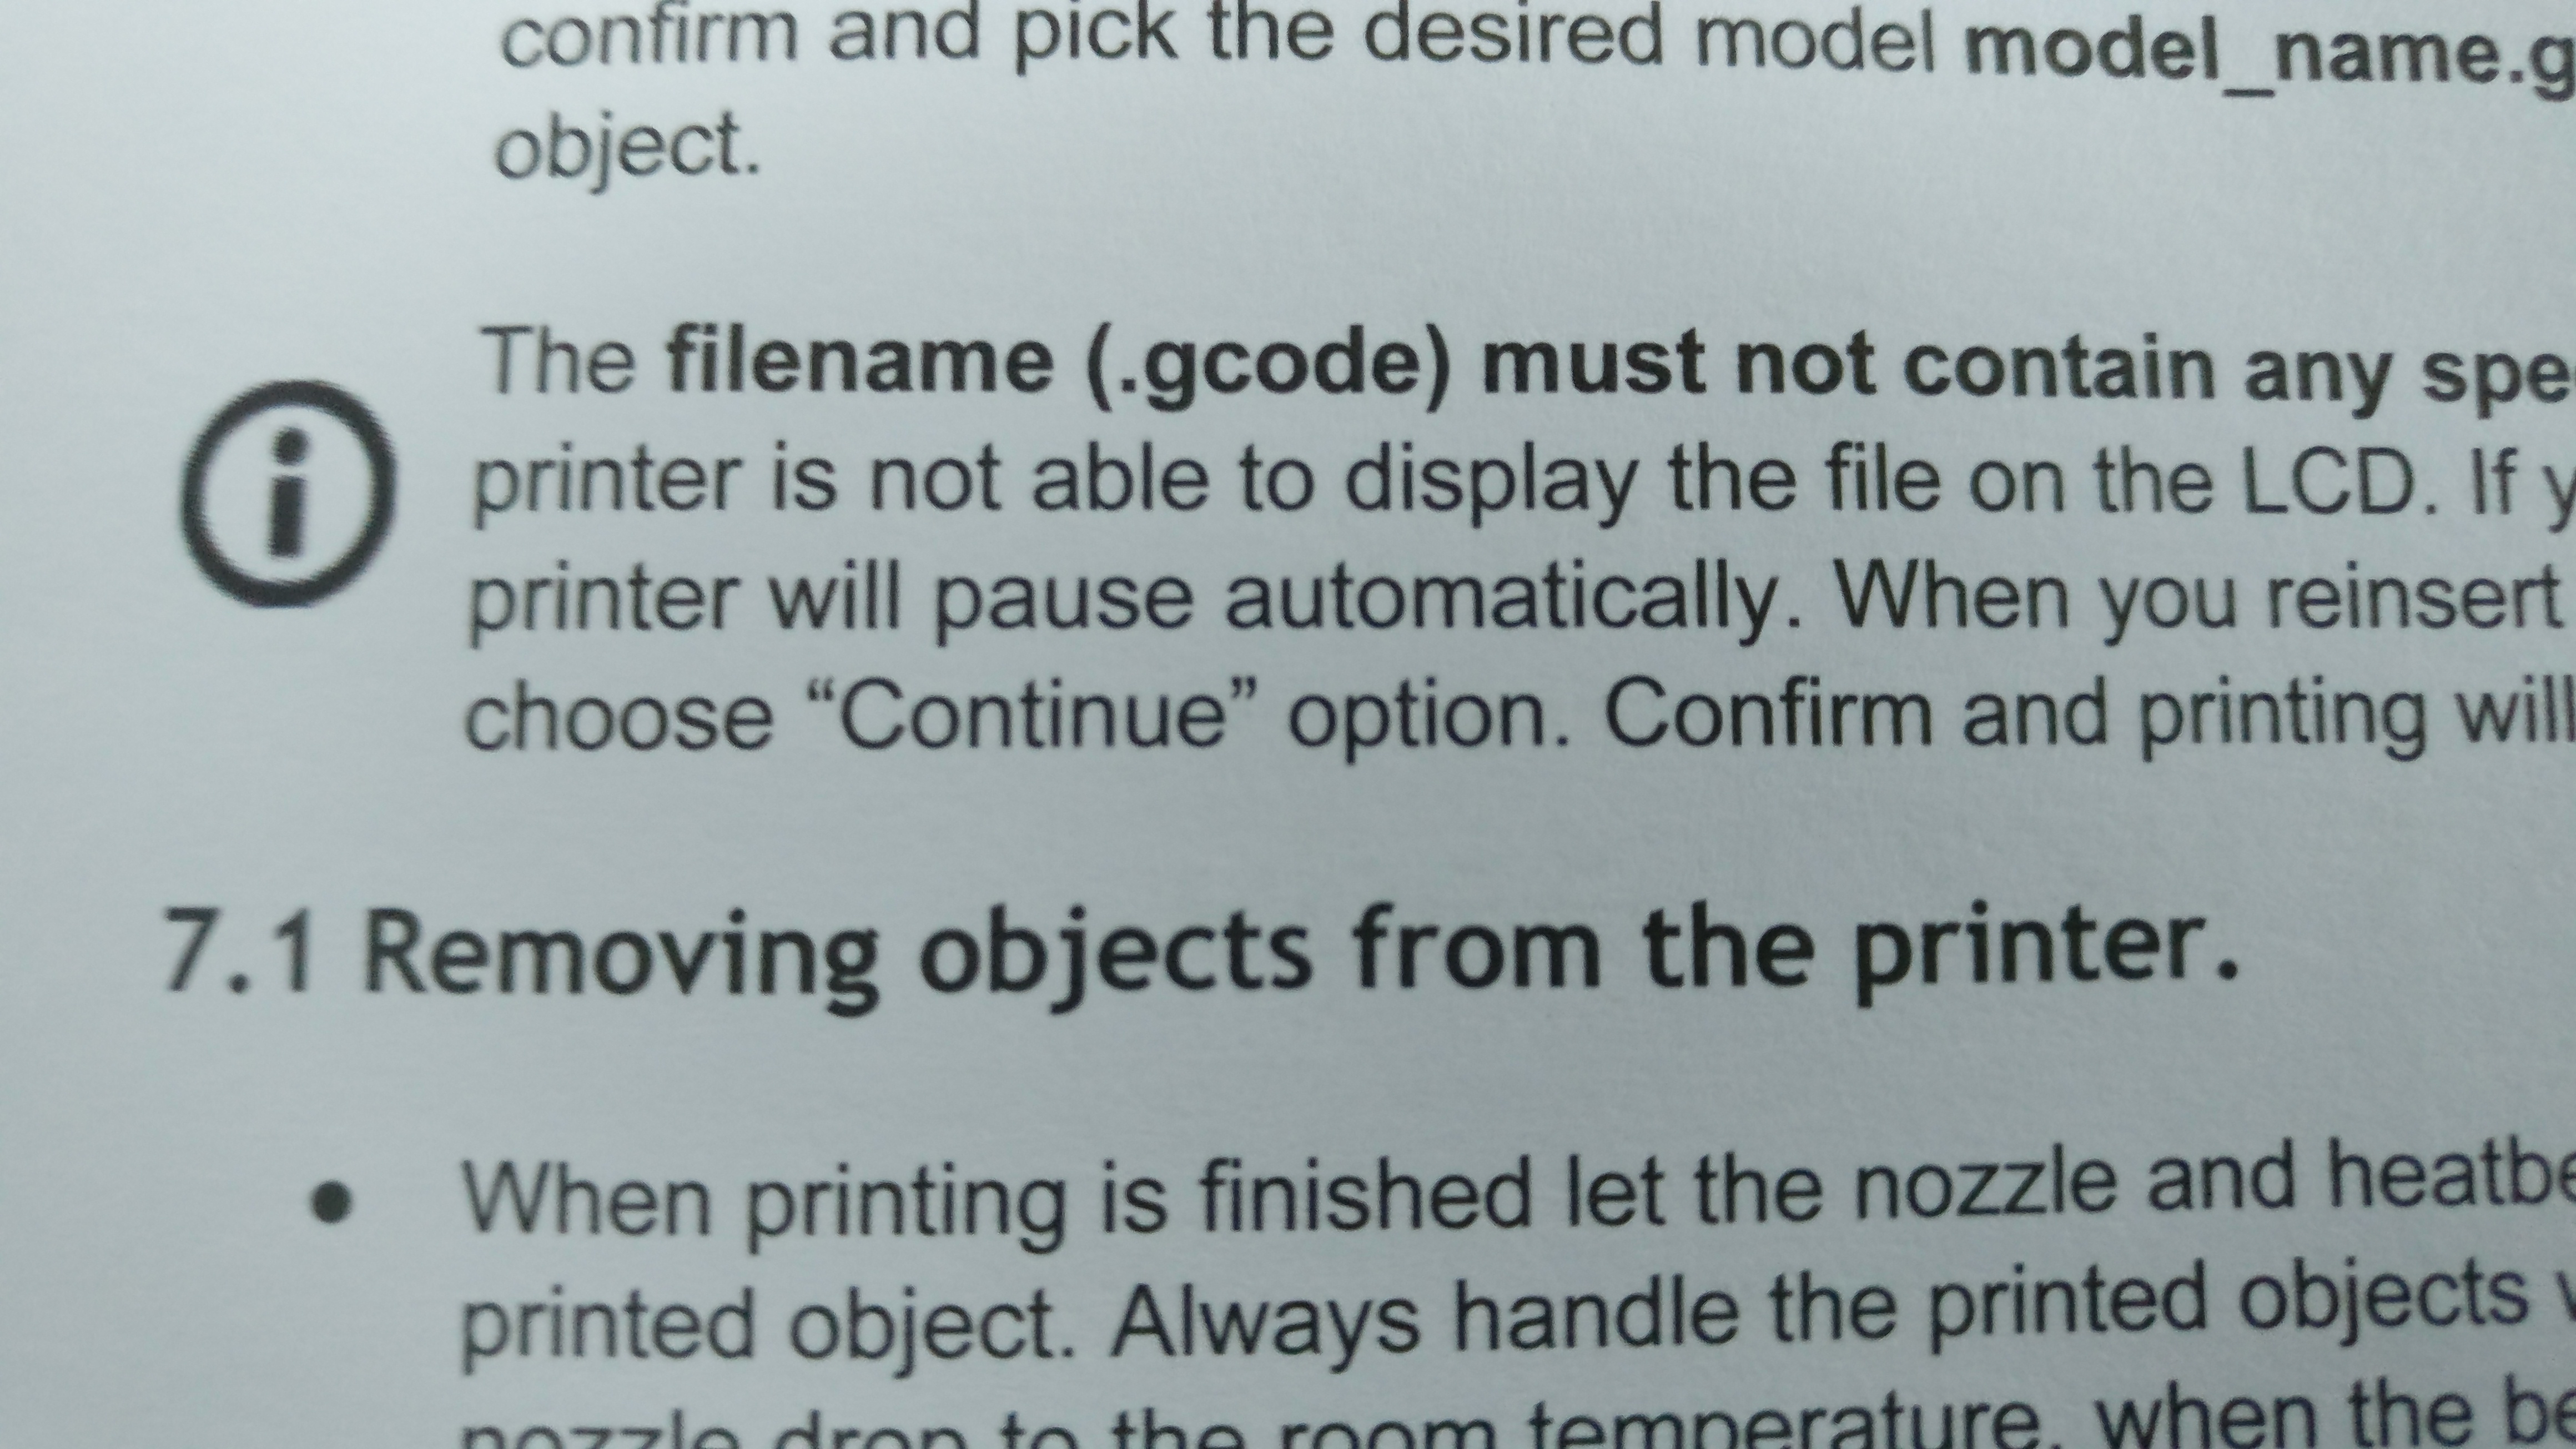 confirm and pick the desired model model_name.g
object.
The filename (.gcode) must not contain any spe
printer is not able to display the file on the LCD. If y
printer will pause automatically. When you reinsert
choose “Continue” option. Confirm and printing will
7.1 Removing objects from the printer.
● When printing is finished let the nozzle and heatbe
printed object. Always handle the printed objects
nozzle drop to the room temperature, when the be